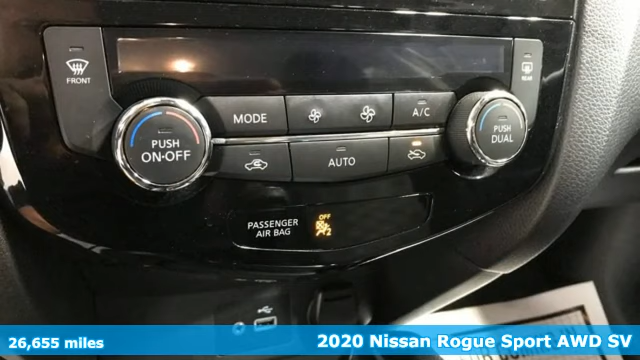 FRONT
REAR
MODE
A/C
PUSH
ON-OFF
AUTO
PUSH
DUAL
PASSENGER
AIR BAG
OFF
2
26,655 miles
2020 Nissan Rogue Sport AWD SV